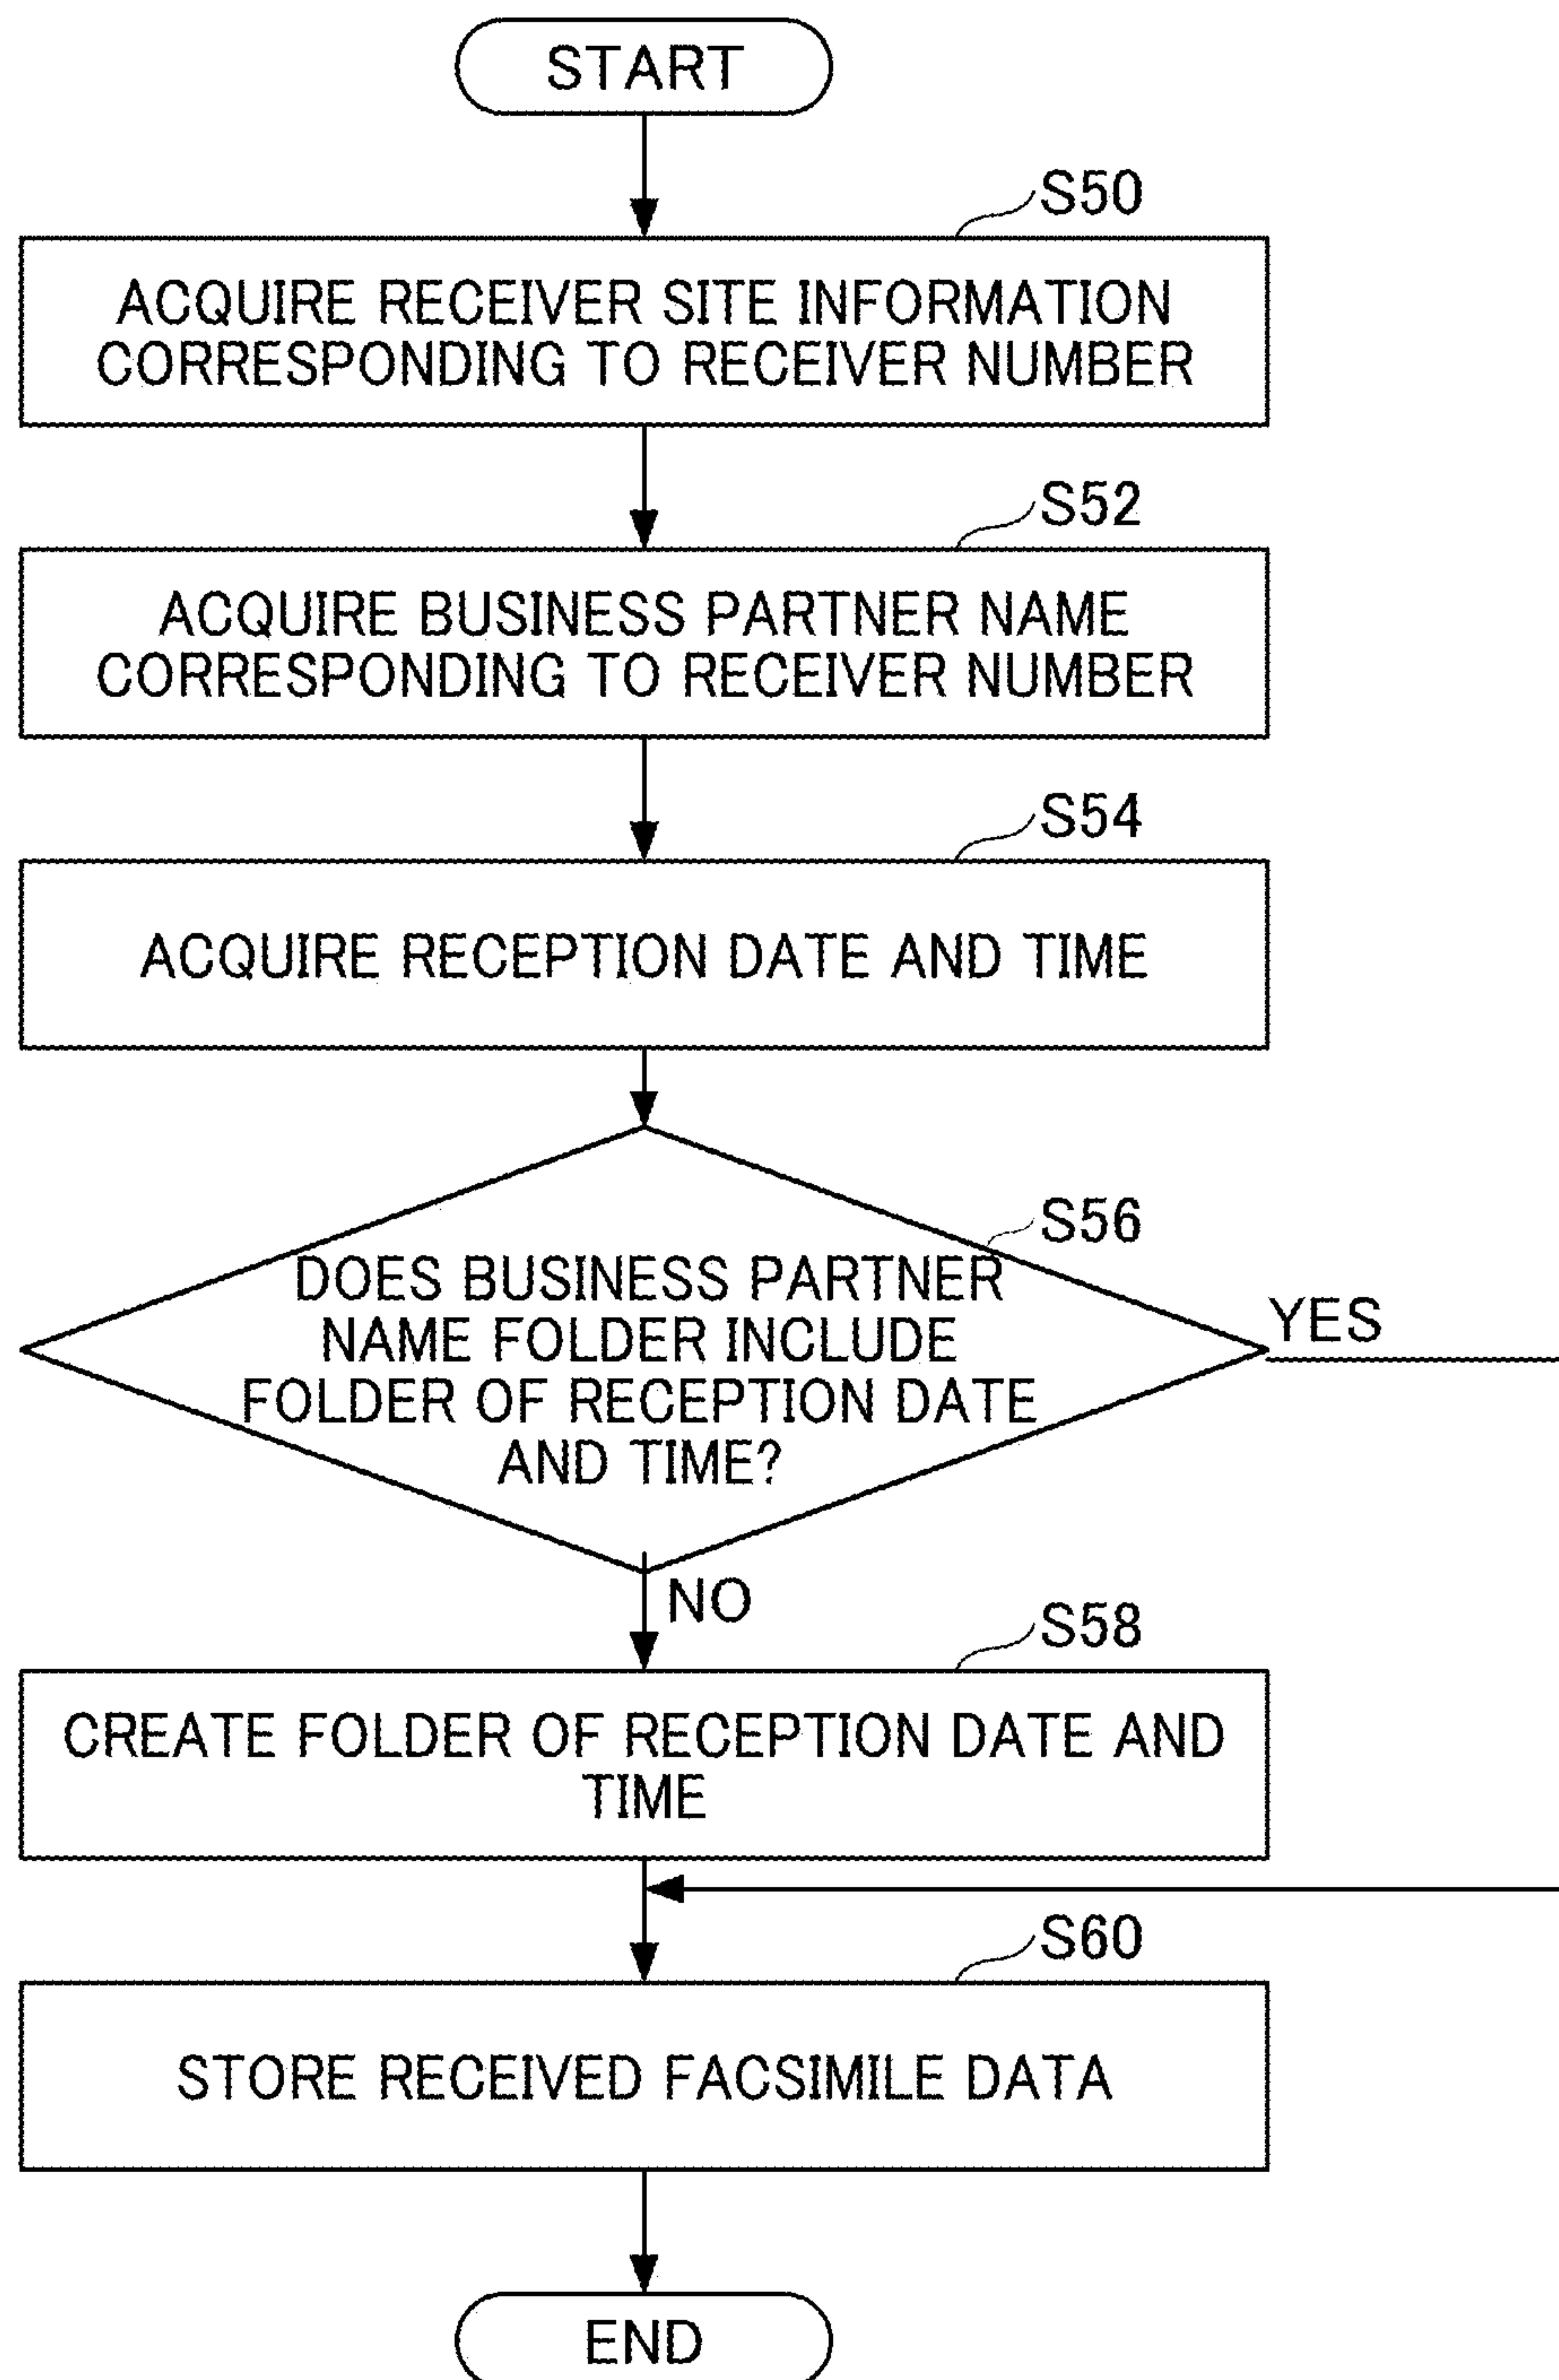 START
S50
ACQUIRE RECEIVER SITE INFORMATION
CORRESPONDING TO RECEIVER NUMBER
S52
ACQUIRE BUSINESS PARTNER NAME
CORRESPONDING TO RECEIVER NUMBER
S54
ACQUIRE RECEPTION DATE AND TIME
S56
DOES BUSINESS PARTNER
NAME FOLDER INCLUDE
FOLDER OF RECEPTION DATE
AND TIME?
YES
NO
S58
CREATE FOLDER OF RECEPTION DATE AND
TIME
S60
STORE RECEIVED FACSIMILE DATA
END